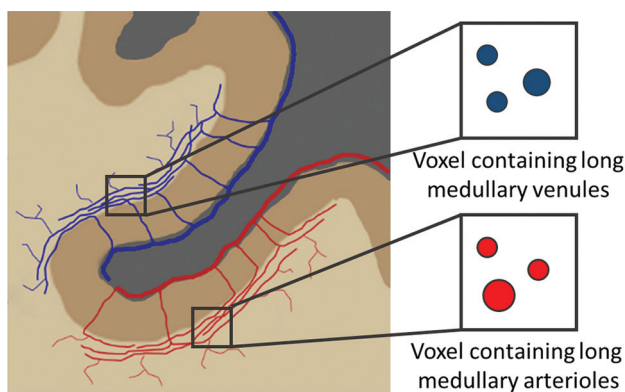 Voxel containing long
medullary venules
Voxel containing long
medullary arterioles